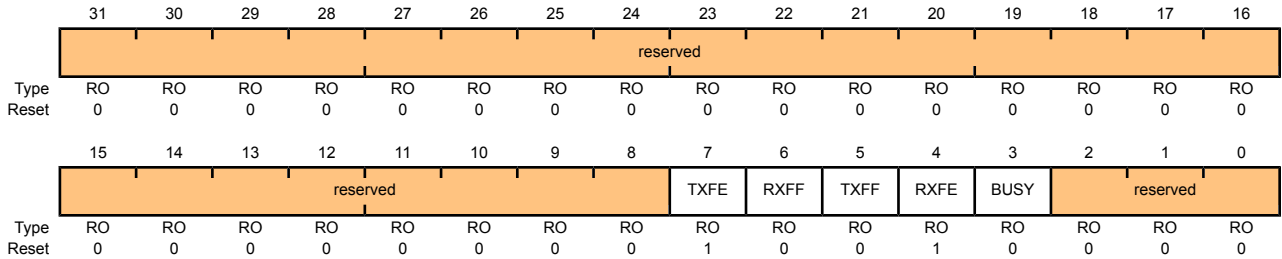 31 30 29 28 27 26 25 24 23 22 21 20 19 18 17 16
reserved
Type RO RO RO RO RO RO RO RO RO RO RO RO RO RO RO RO
Reset 0 0 0 0 0 0 0 0 0 0 0 0 0 0 0 0
15 14 13 12 11 10 9 8 7 6 5 4 3 2 1 0
reserved TXFE RXFF TXFF RXFE BUSY reserved
Type RO RO RO RO RO RO RO RO RO RO RO RO RO RO RO RO
Reset 0 0 0 0 0 0 0 0 1 0 0 1 0 0 0 0